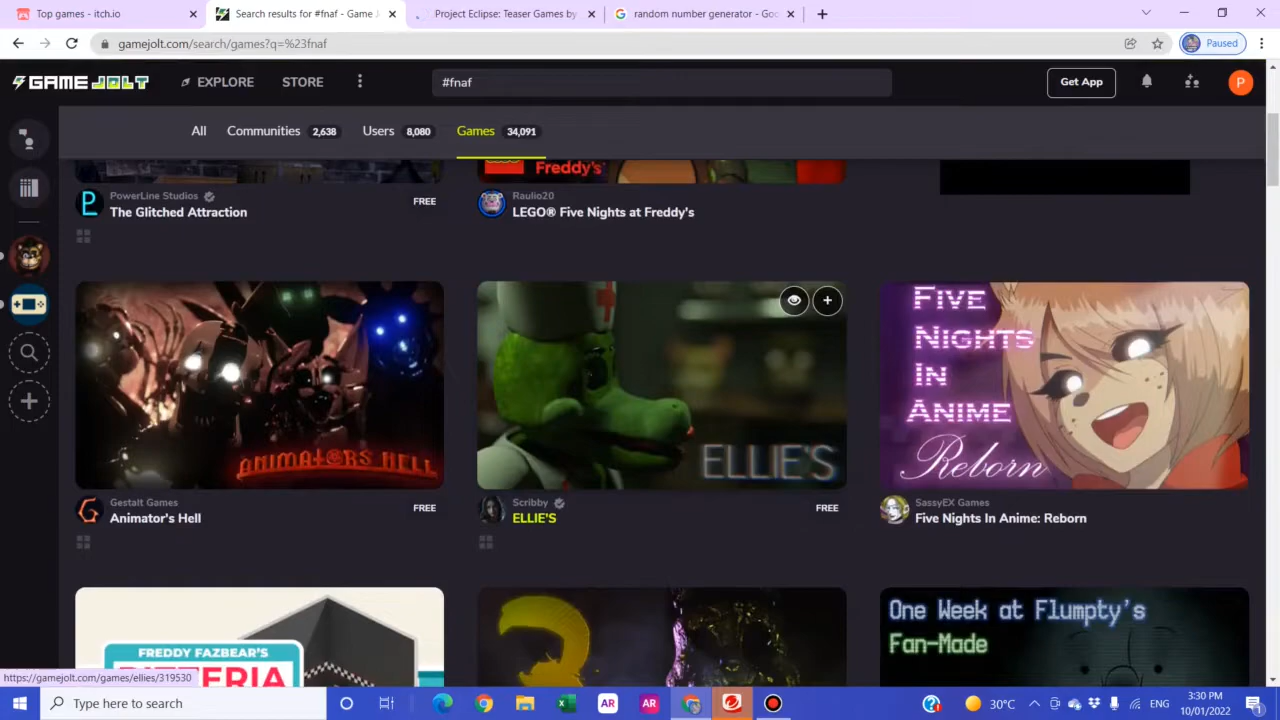 Top games - itch.io
Search results for #fnaf - Game J
Project Eclipse: Teaser Games by
random number generator - Goo
gamejolt.com/search/games?q=%23fnaf
Paused
GAME JOLT
EXPLORE
STORE
#fnaf
Get App
P
All
Communities 2,638
Users 8,080
Games 34,091
Freddy's
PowerLine Studios
The Glitched Attraction
FREE
Raulio20
LEGO® Five Nights at Freddy's
ANIMATORS HELL
ELLIE'S
FIVE
NIGHTS
IN
ANIME
Reborn
Gestalt Games
Animator's Hell
FREE
Scribby
ELLIE'S
FREE
SassyEX Games
Five Nights In Anime: Reborn
FREDDY FAZBEAR'S
PIZZERIA
One Week at Flumpty's
Fan-Made
https://gamejolt.com/games/ellies/319530
Type here to search
AR
AR
30°C
ENG
3:30 PM
10/01/2022
1